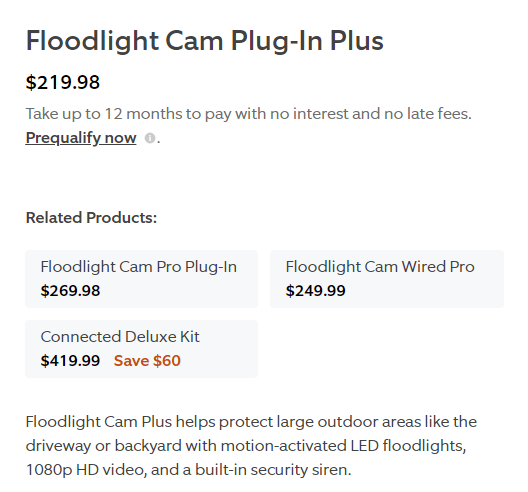 Floodlight Cam Plug-In Plus
$219.98
Take up to 12 months to pay with no interest and no late fees.
Prequalify now .
Related Products:
Floodlight Cam Pro Plug-In
$269.98
Floodlight Cam Wired Pro
$249.99
Connected Deluxe Kit
$419.99 Save $60
Floodlight Cam Plus helps protect large outdoor areas like the
driveway or backyard with motion-activated LED floodlights,
1080p HD video, and a built-in security siren.